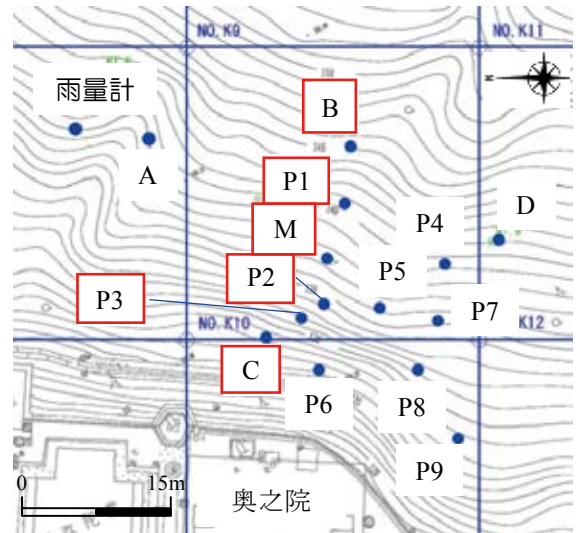 NO.K9
NO.K11
雨量計
B
A
P1
M
P4
D
P2
P5
P3
P7
NO.K10
K12
C
P6
P8
P9
0
15m
奥之院